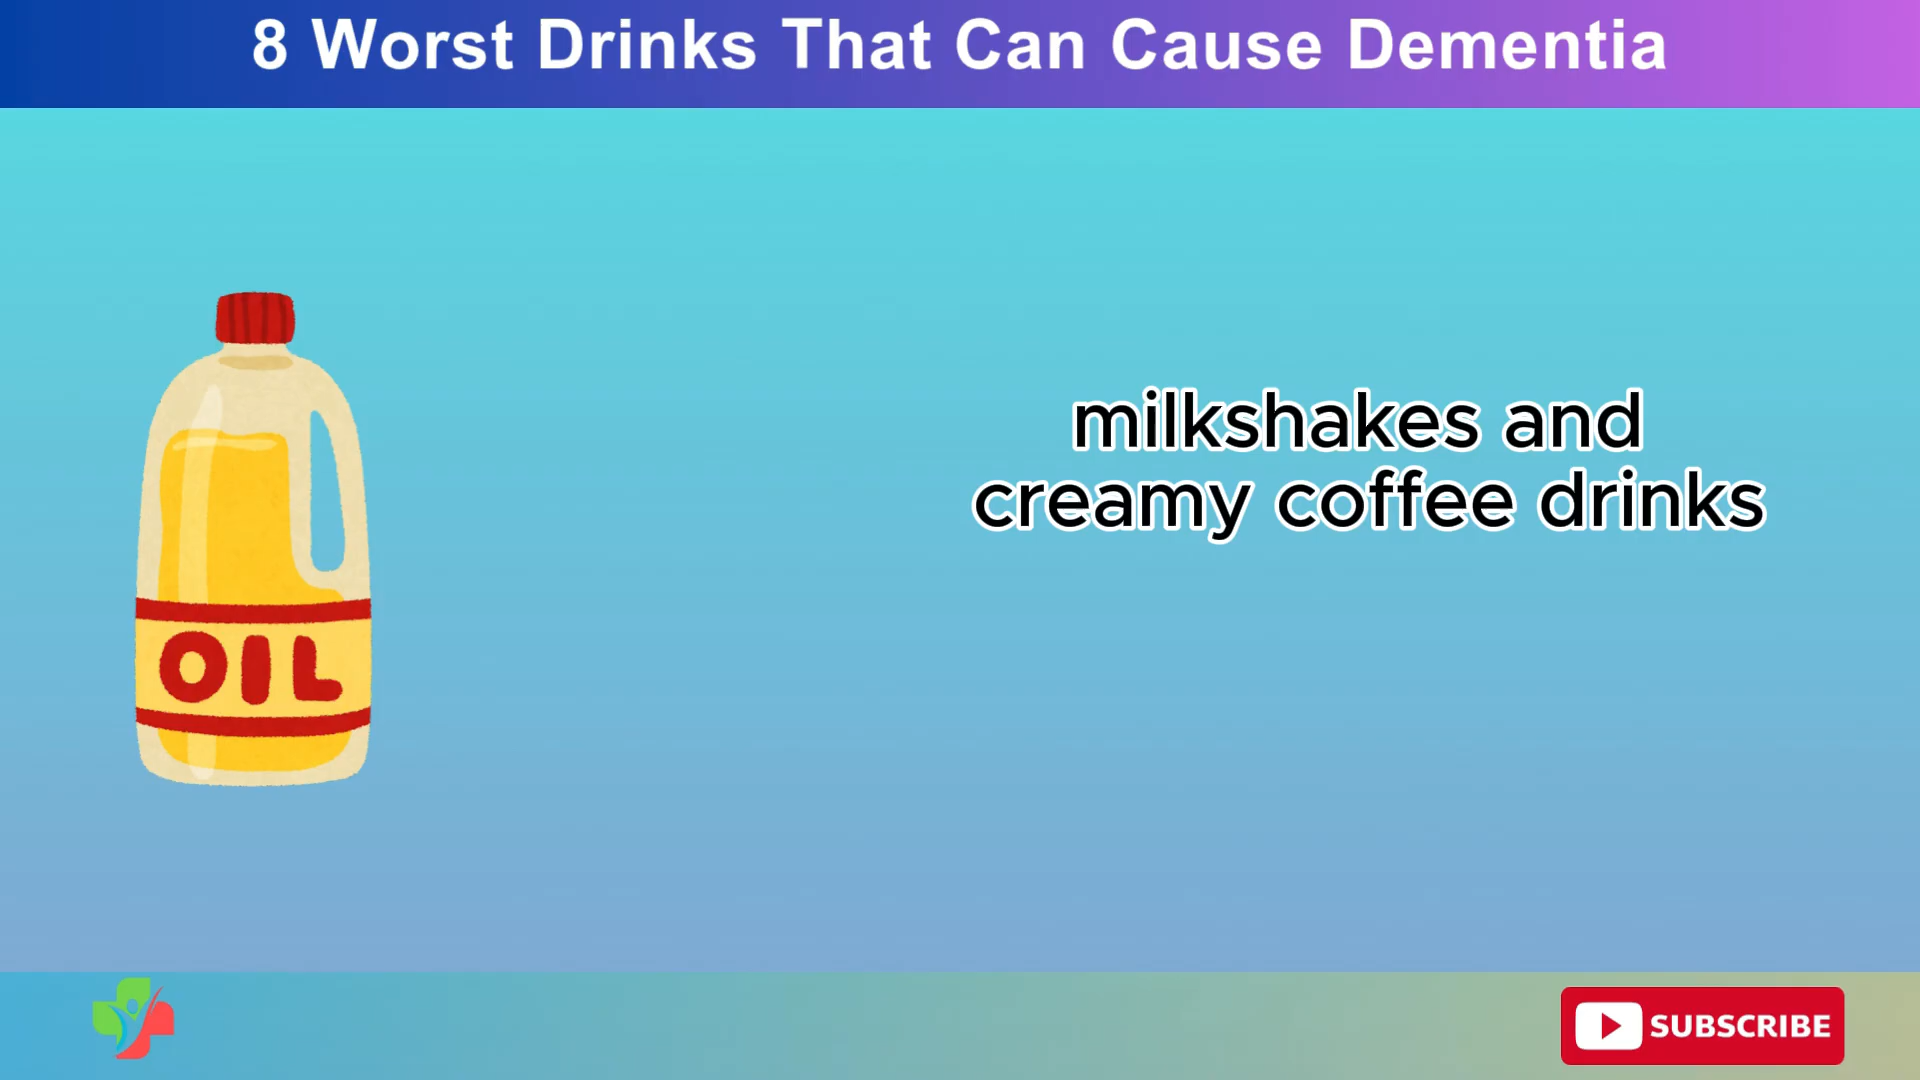 8 Worst Drinks That Can Cause Dementia
milkshakes and
creamy coffee drinks
OIL
SUBSCRIBE